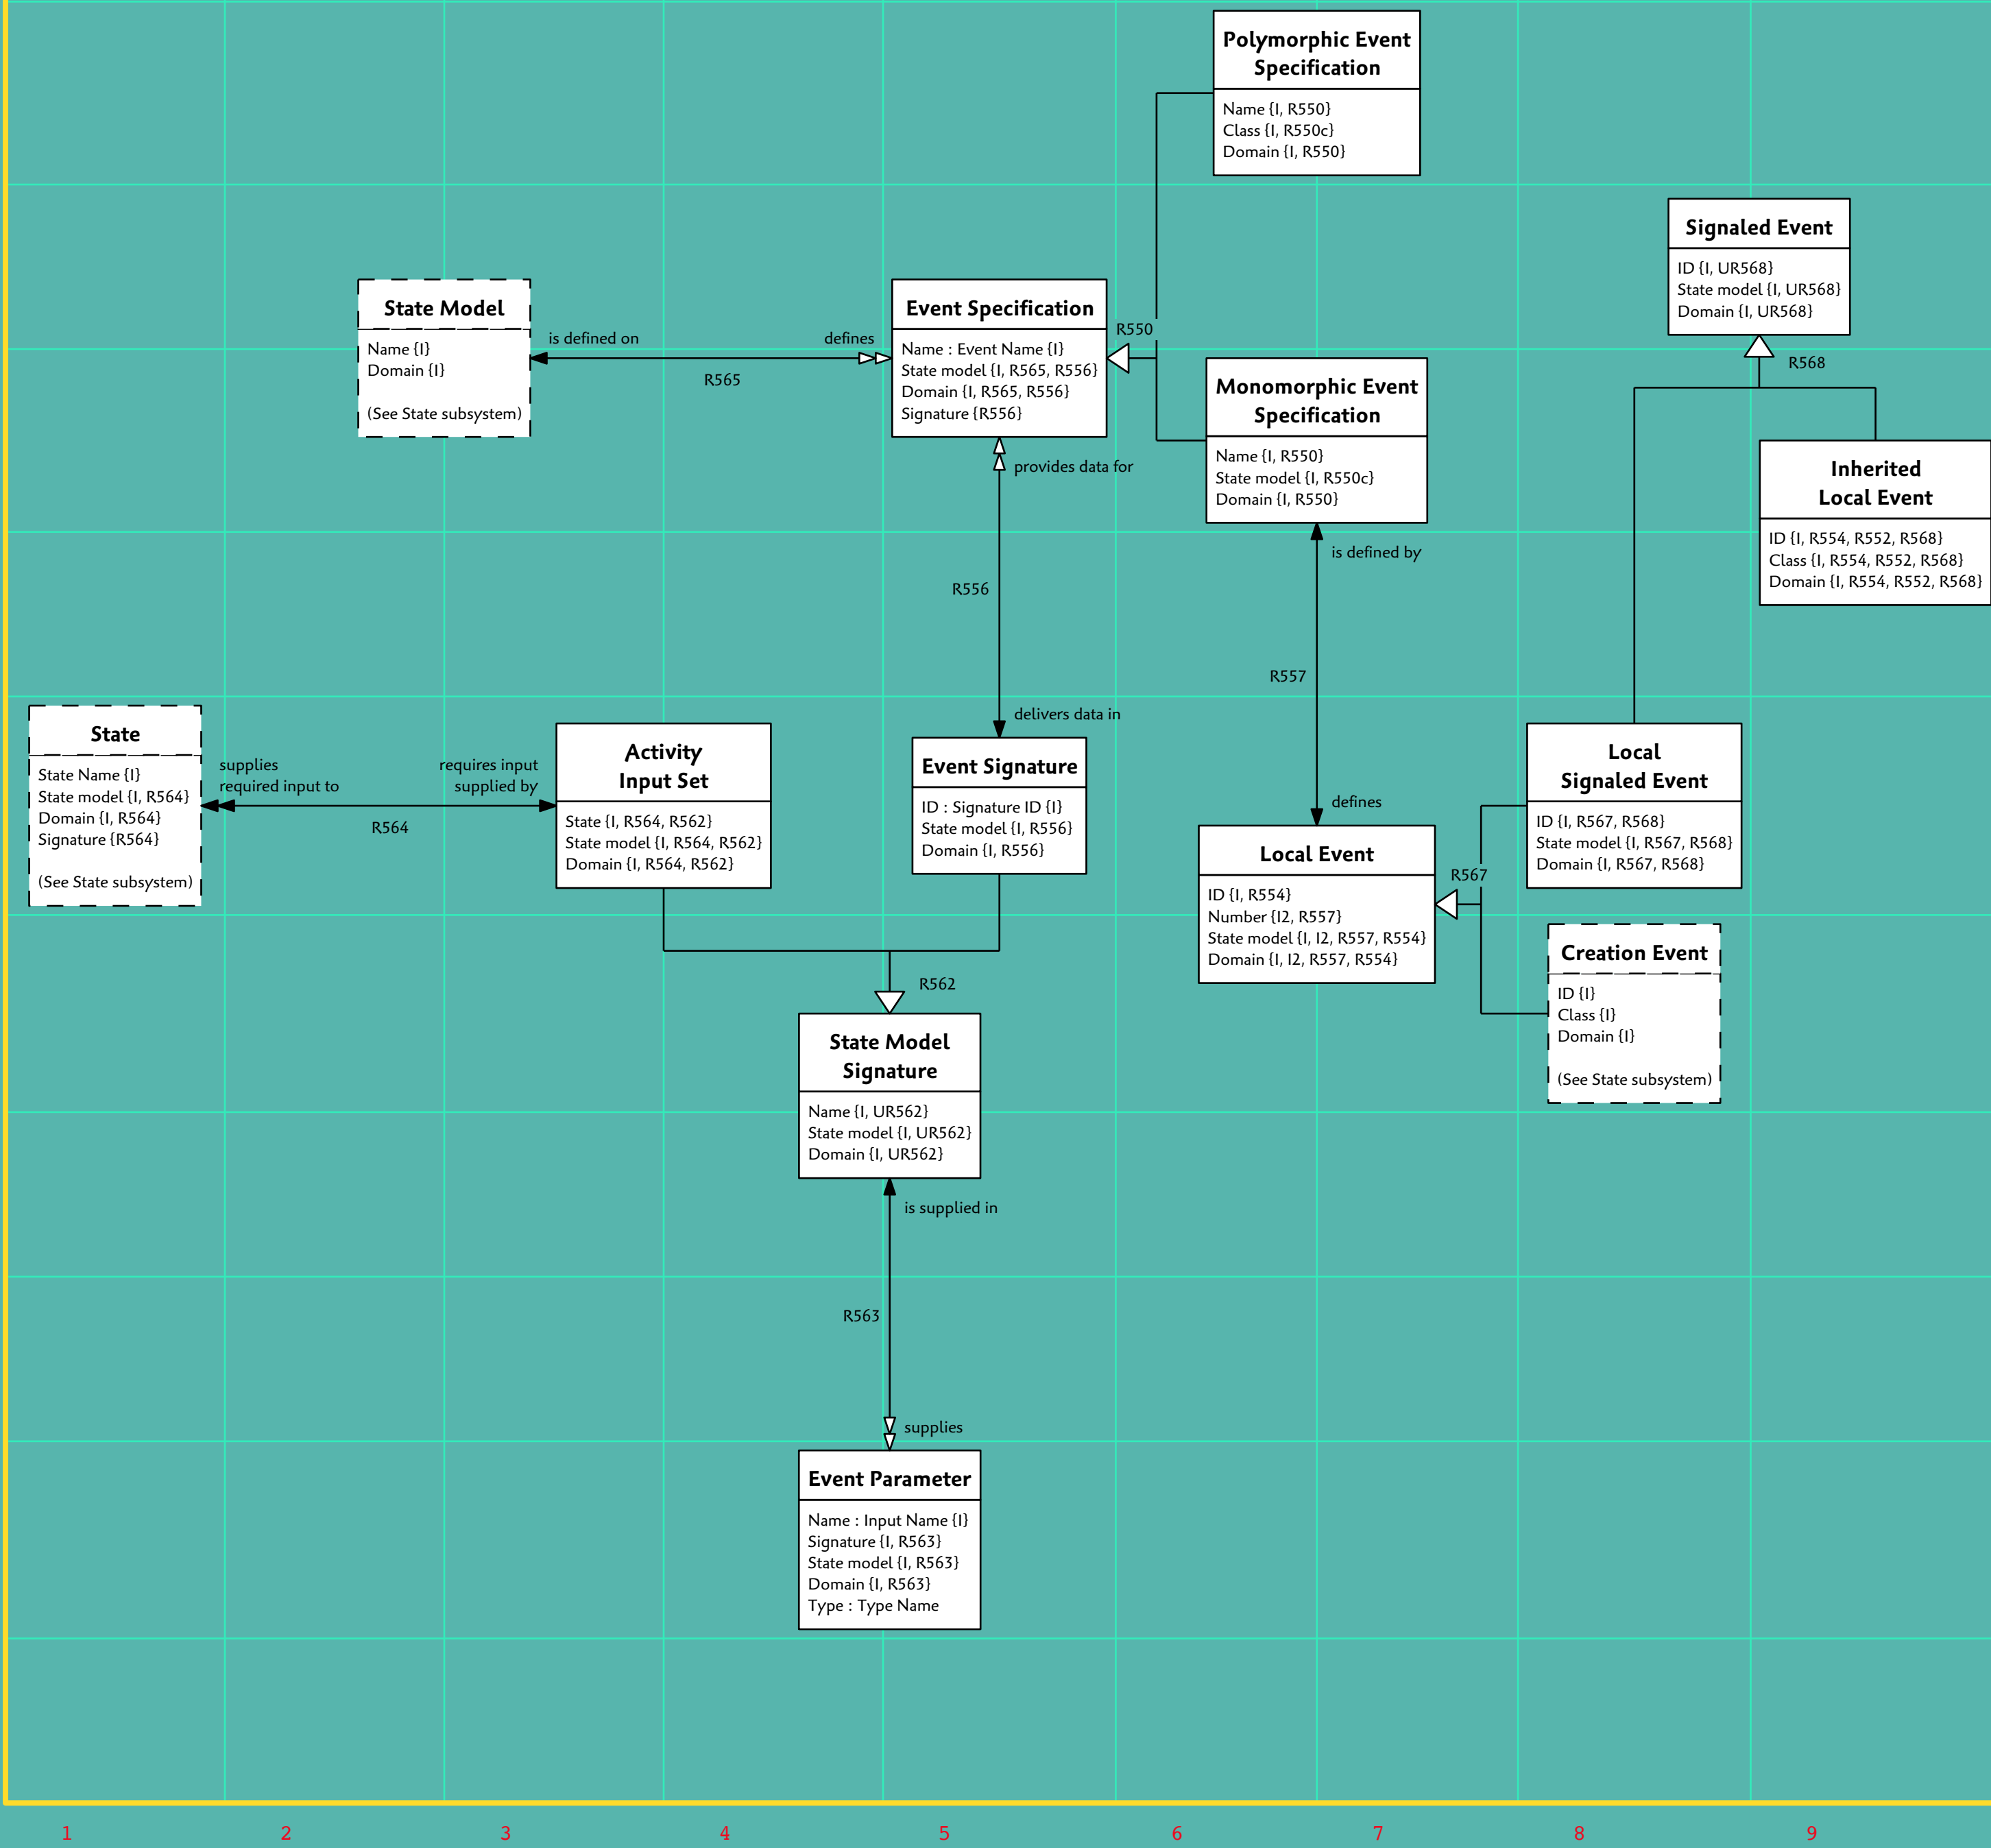 Polymorphic Event
Specification
Name {I, R550}
Class {I, R550c}
Domain {I, R550}
Signaled Event
ID {I, UR568}
State model {I, UR568}
Domain {I, UR568}
R568
State Model
Name {I}
Domain {I}
(See State subsystem)
is defined on
defines
R565
Event Specification
Name : Event Name {I}
State model {I, R565, R556}
Domain {I, R565, R556}
Signature {R556}
R550
Monomorphic Event
Specification
Name {I, R550}
State model {I, R550c}
Domain {I, R550}
Inherited
Local Event
ID {I, R554, R552, R568}
Class {I, R554, R552, R568}
Domain {I, R554, R552, R568}
provides data for
R556
delivers data in
is defined by
R557
defines
State
State Name {I}
State model {I, R564}
Domain {I, R564}
Signature {R564}
(See State subsystem)
supplies
required input to
requires input
supplied by
R564
Activity
Input Set
State {I, R564, R562}
State model {I, R564, R562}
Domain {I, R564, R562}
Event Signature
ID : Signature ID {I}
State model {I, R556}
Domain {I, R556}
Local Event
ID {I, R554}
Number {I2, R557}
State model {I, I2, R557, R554}
Domain {I, I2, R557, R554}
R567
Local
Signaled Event
ID {I, R567, R568}
State model {I, R567, R568}
Domain {I, R567, R568}
Creation Event
ID {I}
Class {I}
Domain {I}
(See State subsystem)
R562
State Model
Signature
Name {I, UR562}
State model {I, UR562}
Domain {I, UR562}
is supplied in
R563
supplies
Event Parameter
Name : Input Name {I}
Signature {I, R563}
State model {I, R563}
Domain {I, R563}
Type : Type Name
1 2 3 4 5 6 7 8 9